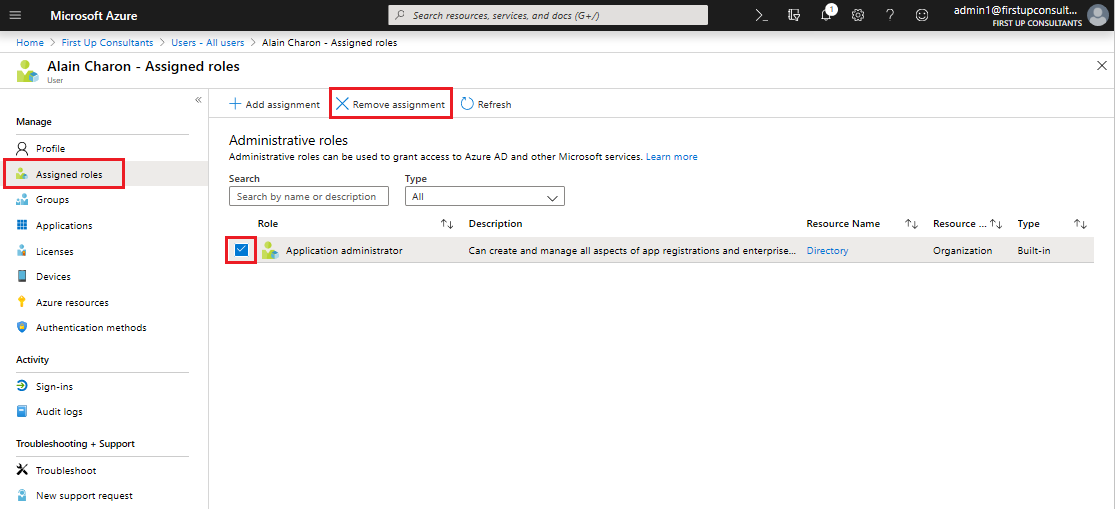 Microsoft Azure
Search resources, services, and docs (G+/)
1
admin1@firstupconsult...
FIRST UP CONSULTANTS
Home > First Up Consultants > Users - All users > Alain Charon - Assigned roles
Alain Charon - Assigned roles
User
«
Add assignment
Remove assignment
Refresh
Manage
Profile
Assigned roles
Groups
Applications
Licenses
Devices
Azure resources
Authentication methods
Activity
Sign-ins
Audit logs
Troubleshooting + Support
Troubleshoot
New support request
Administrative roles
Administrative roles can be used to grant access to Azure AD and other Microsoft services. Learn more
Search Type
Search by name or description All
Role Description Resource Name Resource ... Type
Application administrator Can create and manage all aspects of app registrations and enterprise... Directory Organization Built-in